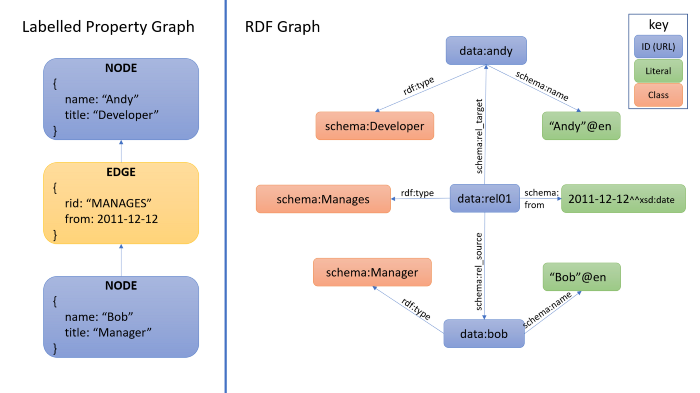 Labelled Property Graph
NODE
{
name: “Andy”
title: “Developer”
}
EDGE
{
rid: “MANAGES”
from: 2011-12-12
}
NODE
{
name: “Bob”
title: “Manager”
}
RDF Graph
key
ID (URL)
Literal
Class
data:andy
rdf:type
schema:name
schema:Developer
schema:rel_target
“Andy”@en
schema:Manages
rdf:type
data:rel01
schema:
from
2011-12-12^^xsd:date
schema:Manager
schema:rel_source
“Bob”@en
rdf:type
schema:name
data:bob